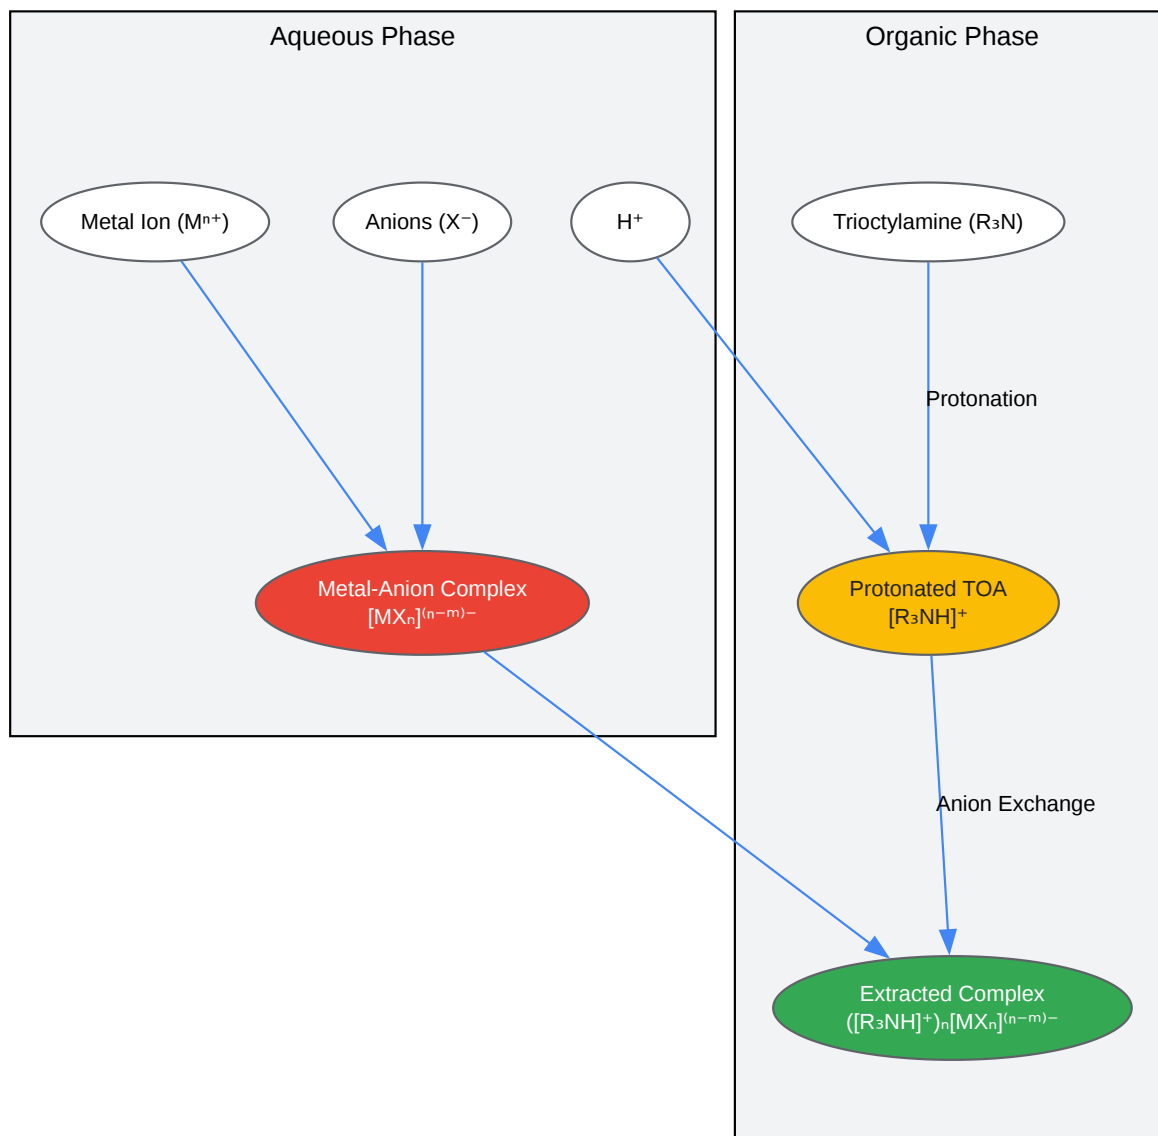 Aqueous Phase
Organic Phase
Metal Ion (Mⁿ⁺)
Anions (X⁻)
H⁺
Trioctylamine (R₃N)
Protonation
Metal-Anion Complex
[MXₙ]⁽ⁿ⁻ᵐ⁾⁻
Protonated TOA
[R₃NH]⁺
Anion Exchange
Extracted Complex
([R₃NH]⁺)ₙ[MXₙ]⁽ⁿ⁻ᵐ⁾⁻